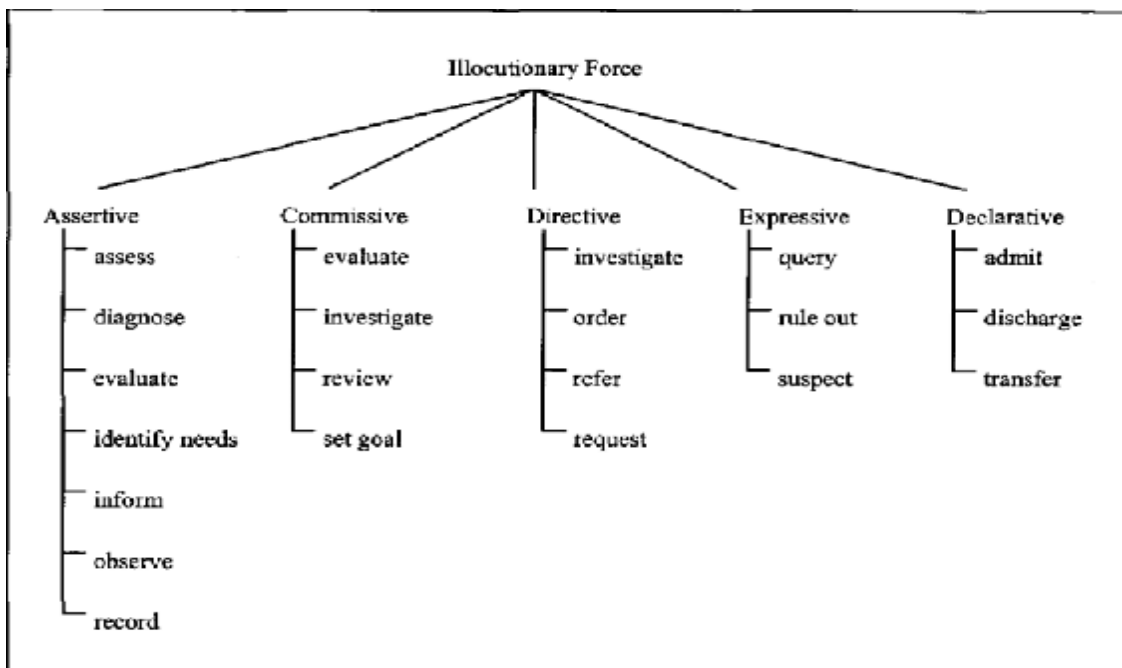 Illocutionary Force
Assertive
assess
diagnose
evaluate
identify needs
inform
observe
record
Commissive
evaluate
investigate
review
set goal
Directive
investigate
order
refer
request
Expressive
query
rule out
suspect
Declarative
admit
discharge
transfer